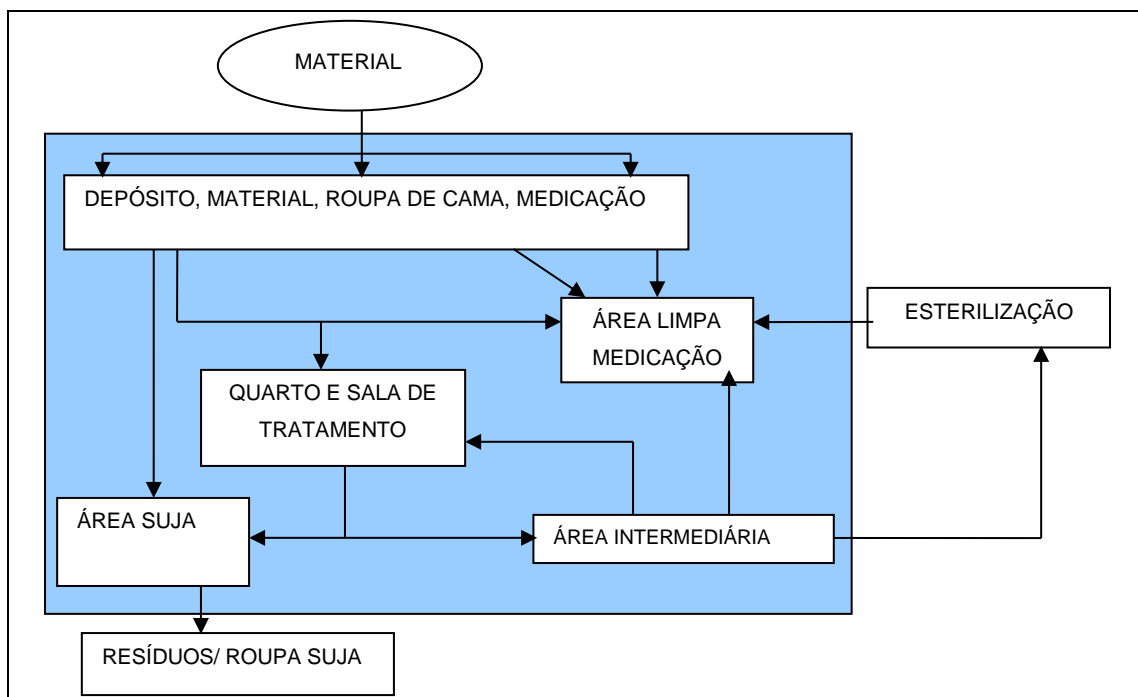 MATERIAL
DEPÓSITO, MATERIAL, ROUPA DE CAMA, MEDICAÇÃO
ÁREA LIMPA
MEDICAÇÃO
ESTERILIZAÇÃO
QUARTO E SALA DE
TRATAMENTO
ÁREA SUJA
ÁREA INTERMEDIÁRIA
RESÍDUOS/ ROUPA SUJA